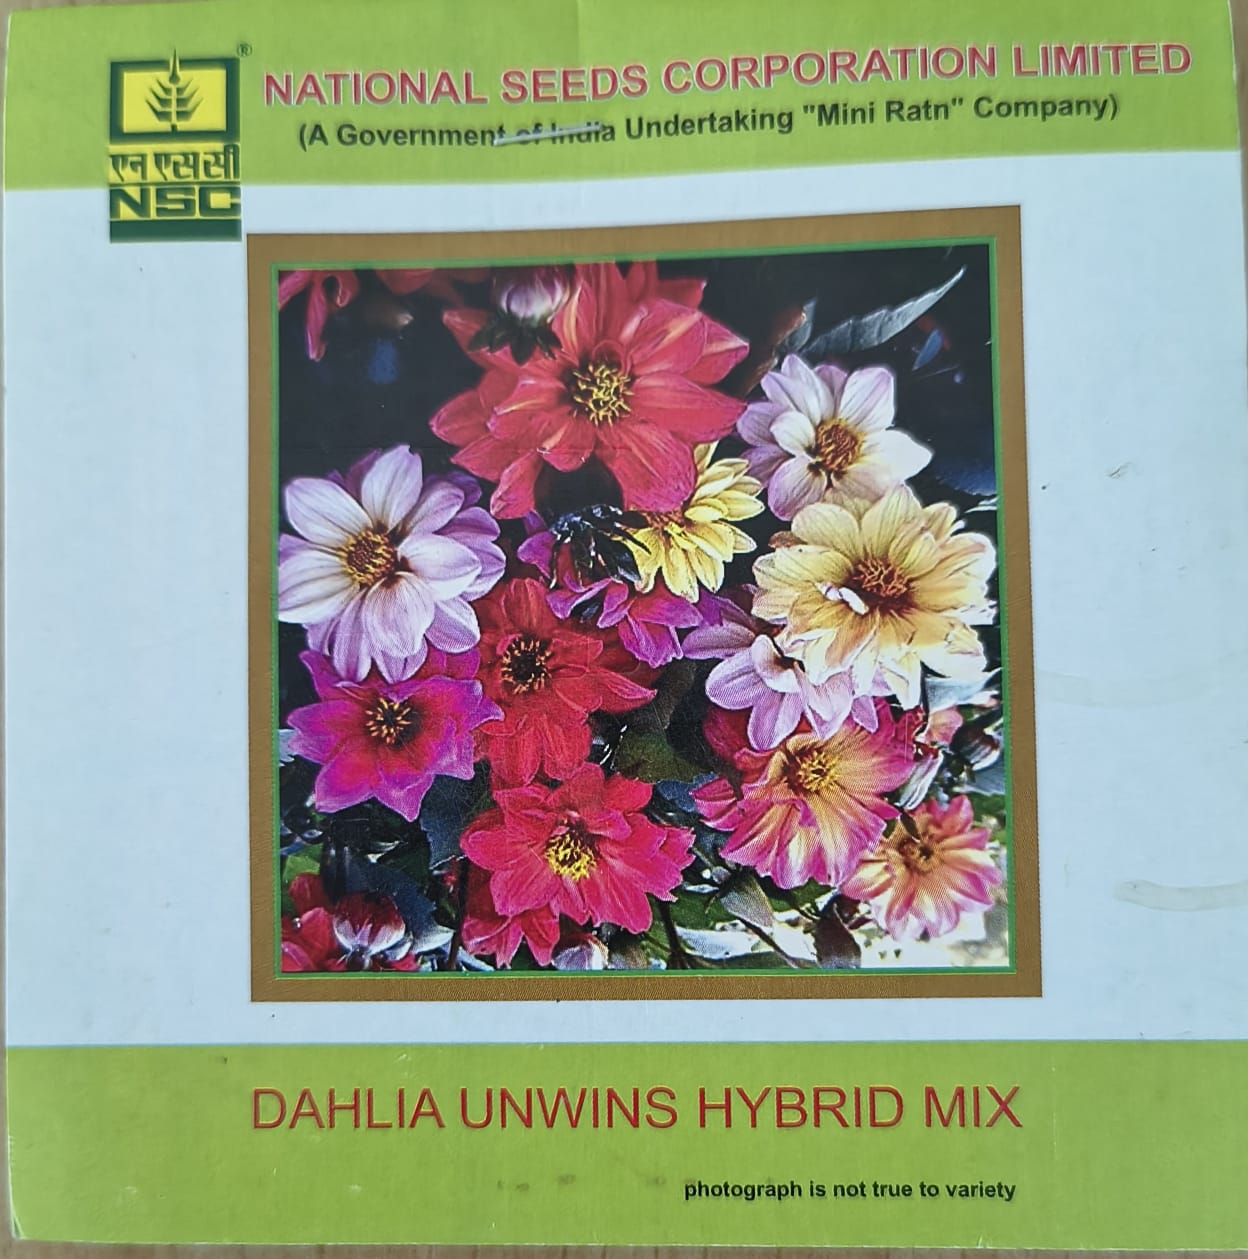 ®
NATIONAL SEEDS CORPORATION LIMITED
(A Government of India Undertaking "Mini Ratn" Company)
एन एस सी
NSC
DAHLIA UNWINS HYBRID MIX
photograph is not true to variety